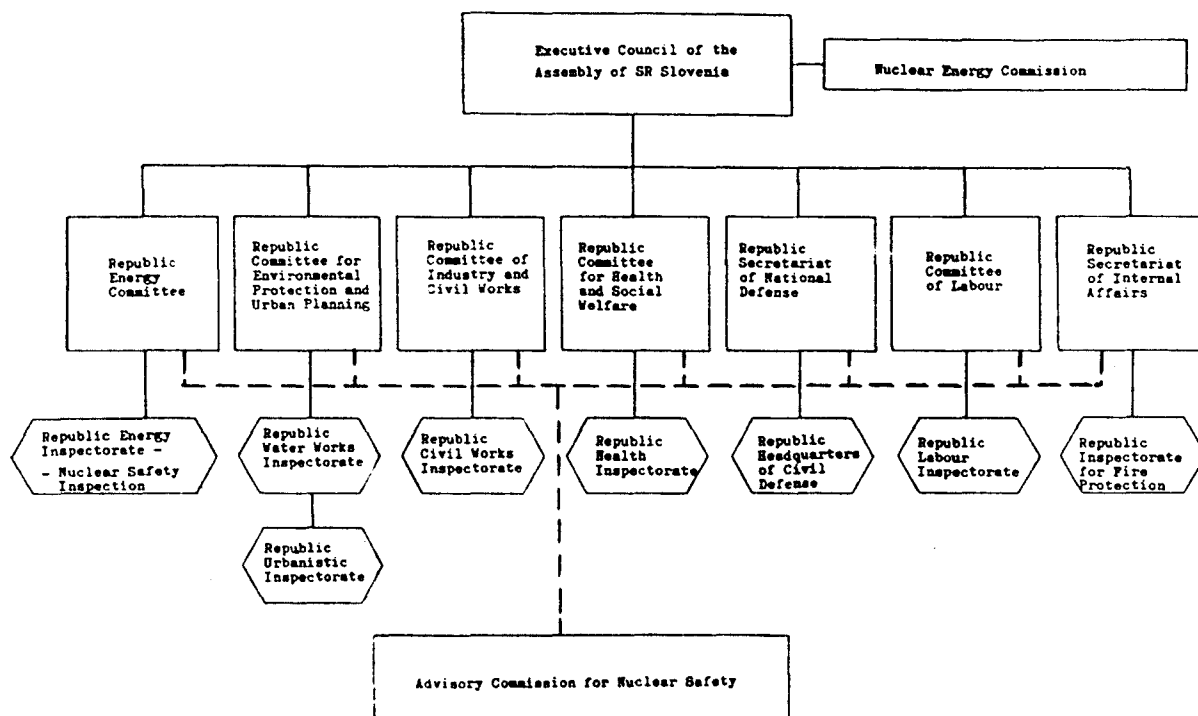 Executive Council of the
Assembly of SR Slovenia
Nuclear Energy Commission
Republic
Energy
Committee
Republic
Committee for
Environmental
Protection and
Urban Planning
Republic
Committee of
Industry and
Civil Works
Republic
Committee
for Health
and Social
Welfare
Republic
Secretariat
of National
Defense
Republic
Committee
of Labour
Republic
Secretariat
of Internal
Affairs
Republic Energy
Inspectorate -
- Nuclear Safety
Inspection
Republic
Water Works
Inspectorate
Republic
Civil Works
Inspectorate
Republic
Health
Inspectorate
Republic
Headquarters
of Civil
Defense
Republic
Labour
Inspectorate
Republic
Inspectorate
for Fire
Protection
Republic
Urbanistic
Inspectorate
Advisory Commission for Nuclear Safety